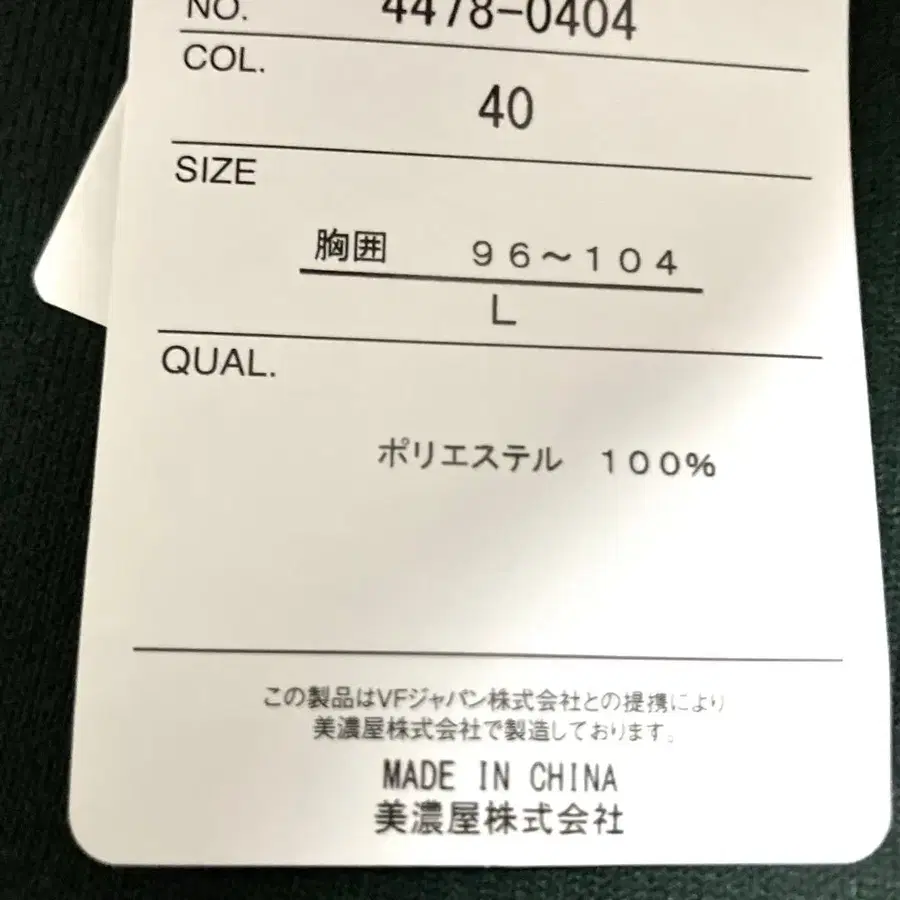 NO. 4478-0404
COL.
40
SIZE
胸囲 96〜104
L
QUAL.
ポリエステル 100%
この製品はVFジャパン株式会社との提携により
美濃屋株式会社で製造しております。
MADE IN CHINA
美濃屋株式会社